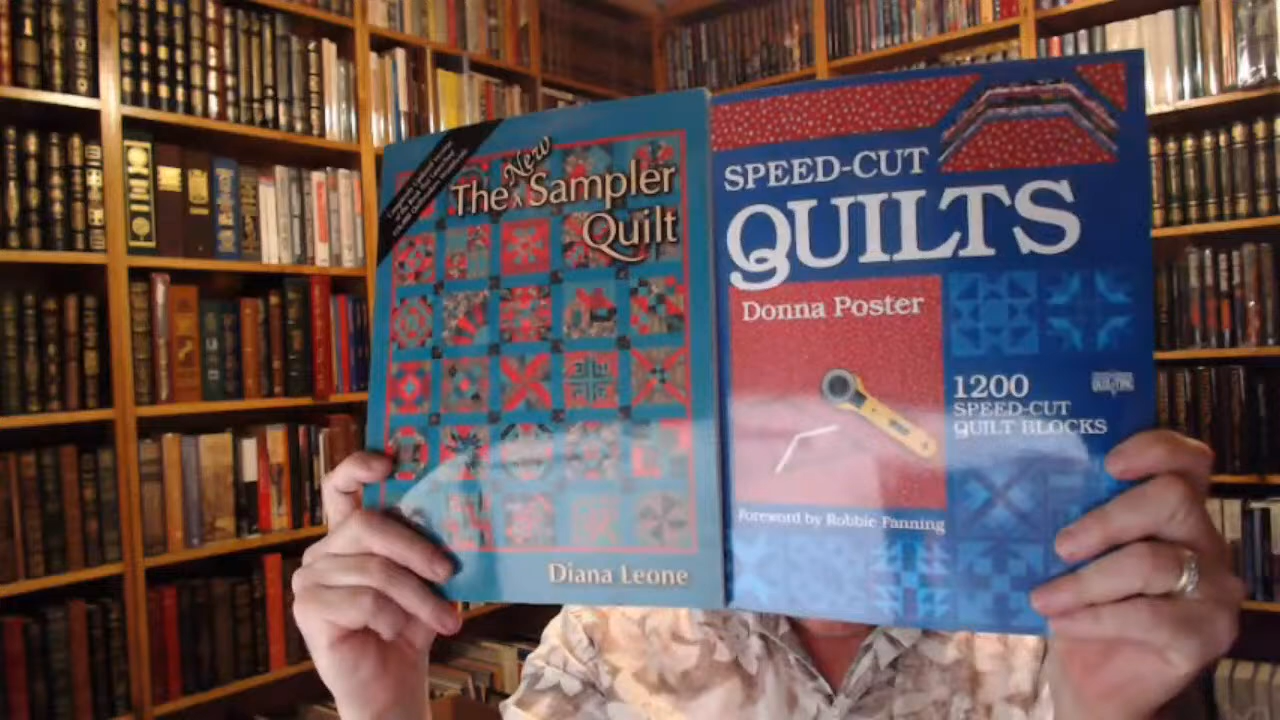 The New Sampler
Quilt
Diana Leone
SPEED-CUT
QUILTS
Donna Poster
1200
SPEED-CUT
QUILT BLOCKS
Foreword by Robbie Fanning